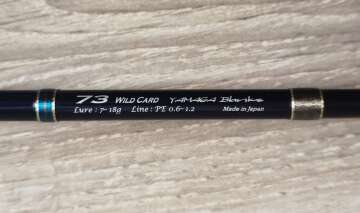 73 WILD CARD YAMAGA Blanks
Lure : 7~18g Line : PE 0.6~1.2 Made in Japan